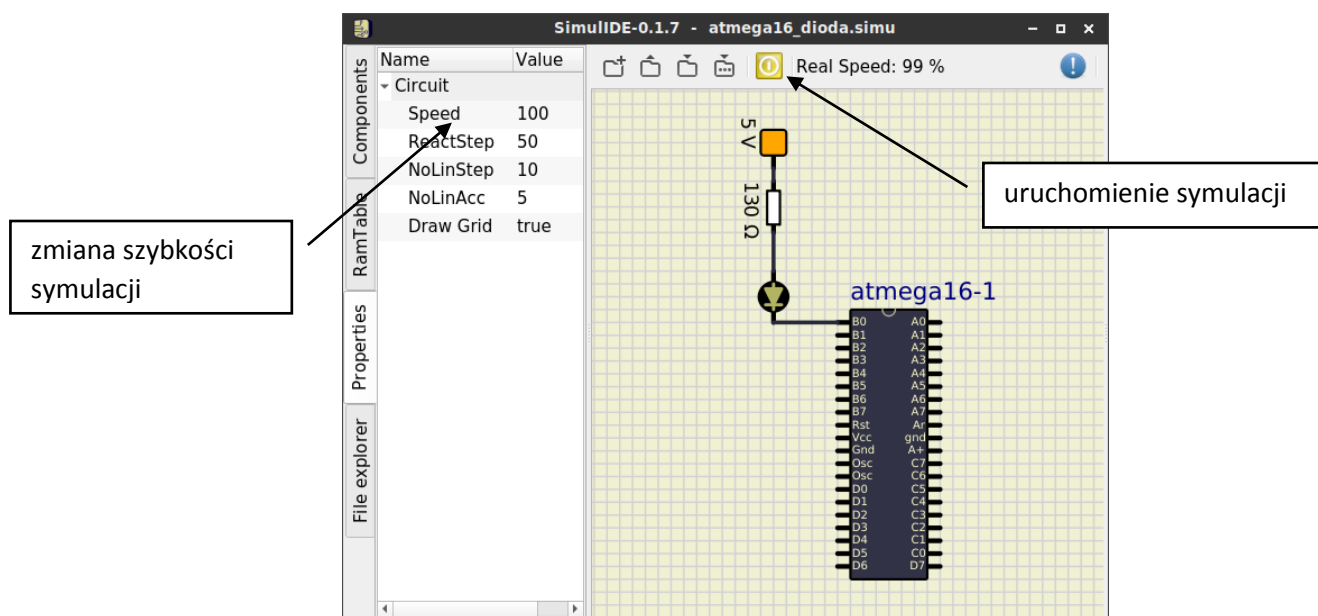 SimulIDE-0.1.7 - atmega16_dioda.simu
Components
RamTable
Properties
File explorer
Name Value
Circuit
Speed 100
ReactStep 50
NoLinStep 10
NoLinAcc 5
Draw Grid true
Real Speed: 99 %
zmiana szybkości
symulacji
uruchomienie symulacji
5 V
130 Ω
atmega16-1
B0 A0
B1 A1
B2 A2
B3 A3
B4 A4
B5 A5
B6 A6
B7 A7
Rst Ar
Vcc gnd
Gnd A+
Osc C7
Osc C6
D0 C5
D1 C4
D2 C3
D3 C2
D4 C1
D5 C0
D6 D7